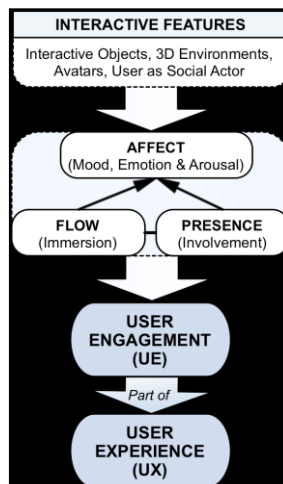 INTERACTIVE FEATURES
Interactive Objects, 3D Environments,
Avatars, User as Social Actor
AFFECT
(Mood, Emotion & Arousal)
FLOW
(Immersion)
PRESENCE
(Involvement)
USER
ENGAGEMENT
(UE)
Part of
USER
EXPERIENCE
(UX)